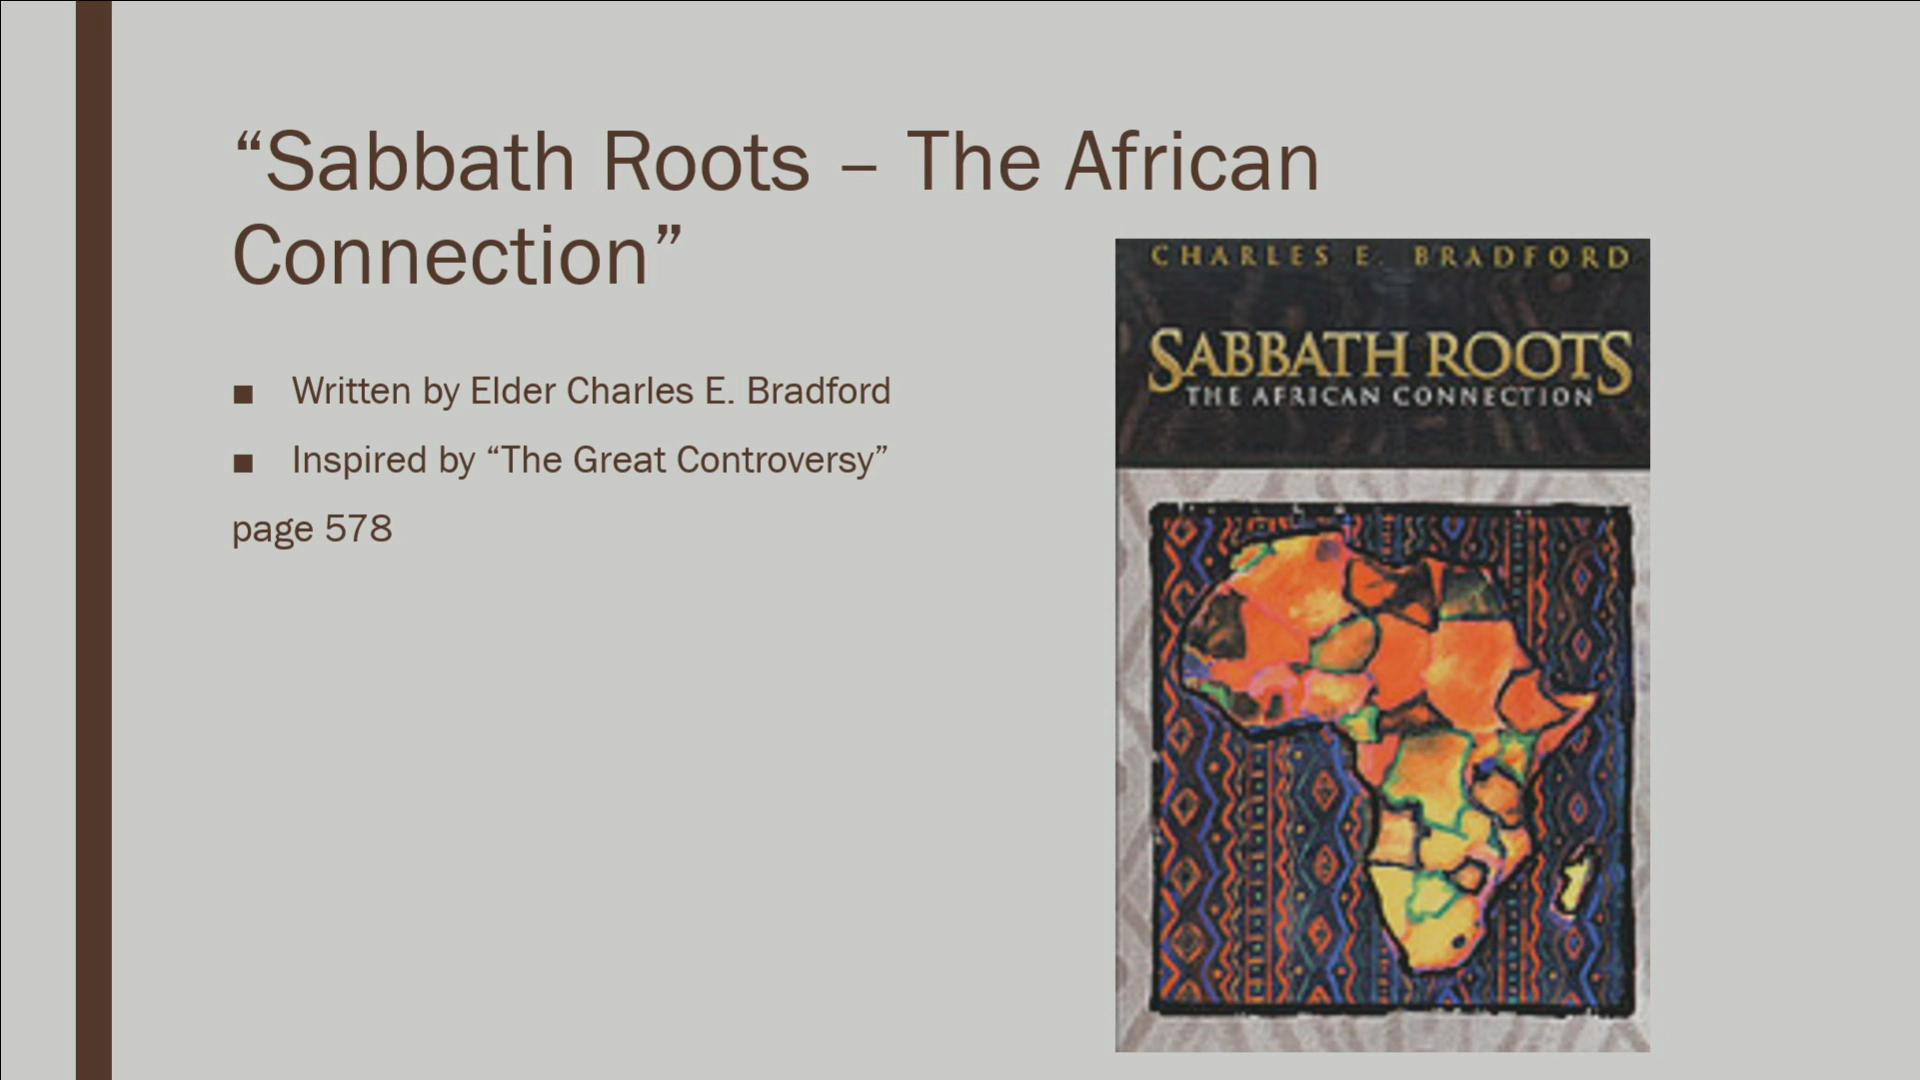 “Sabbath Roots – The African
Connection”
■ Written by Elder Charles E. Bradford
■ Inspired by “The Great Controversy”
page 578
CHARLES E. BRADFORD
SABBATH ROOTS
THE AFRICAN CONNECTION